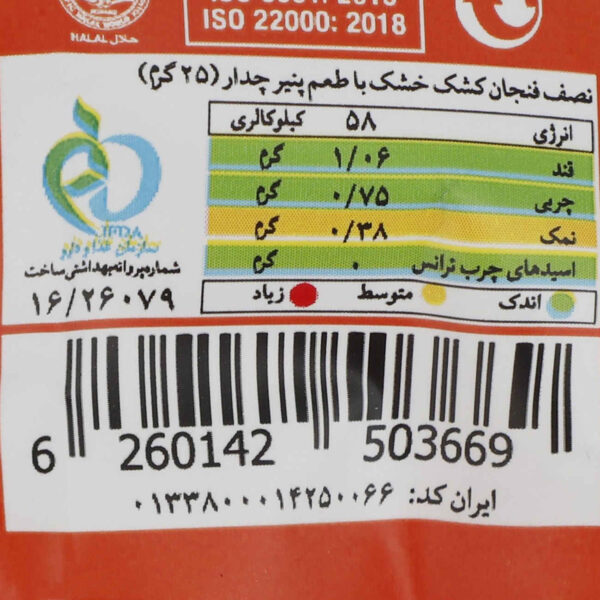 ISO 22000: 2018
HALAL حلال
نصف فنجان کشک خشک با طعم پنیر چدار (۲۵ گرم)
انرژی ۵۸ کیلوکالری
قند ۱/۰۶ گرم
چربی ۰/۷۵ گرم
نمک ۰/۳۸ گرم
اسیدهای چرب ترانس ۰ گرم
اندک متوسط زیاد
IFDA
سازمان غذا و دارو
شماره پروانه بهداشتی ساخت
۱۶/۲۶۰۷۹
6 260142 503669
ایران کد: ۰۱۳۳۸۰۰۰۰۱۴۲۵۰۰۶۶